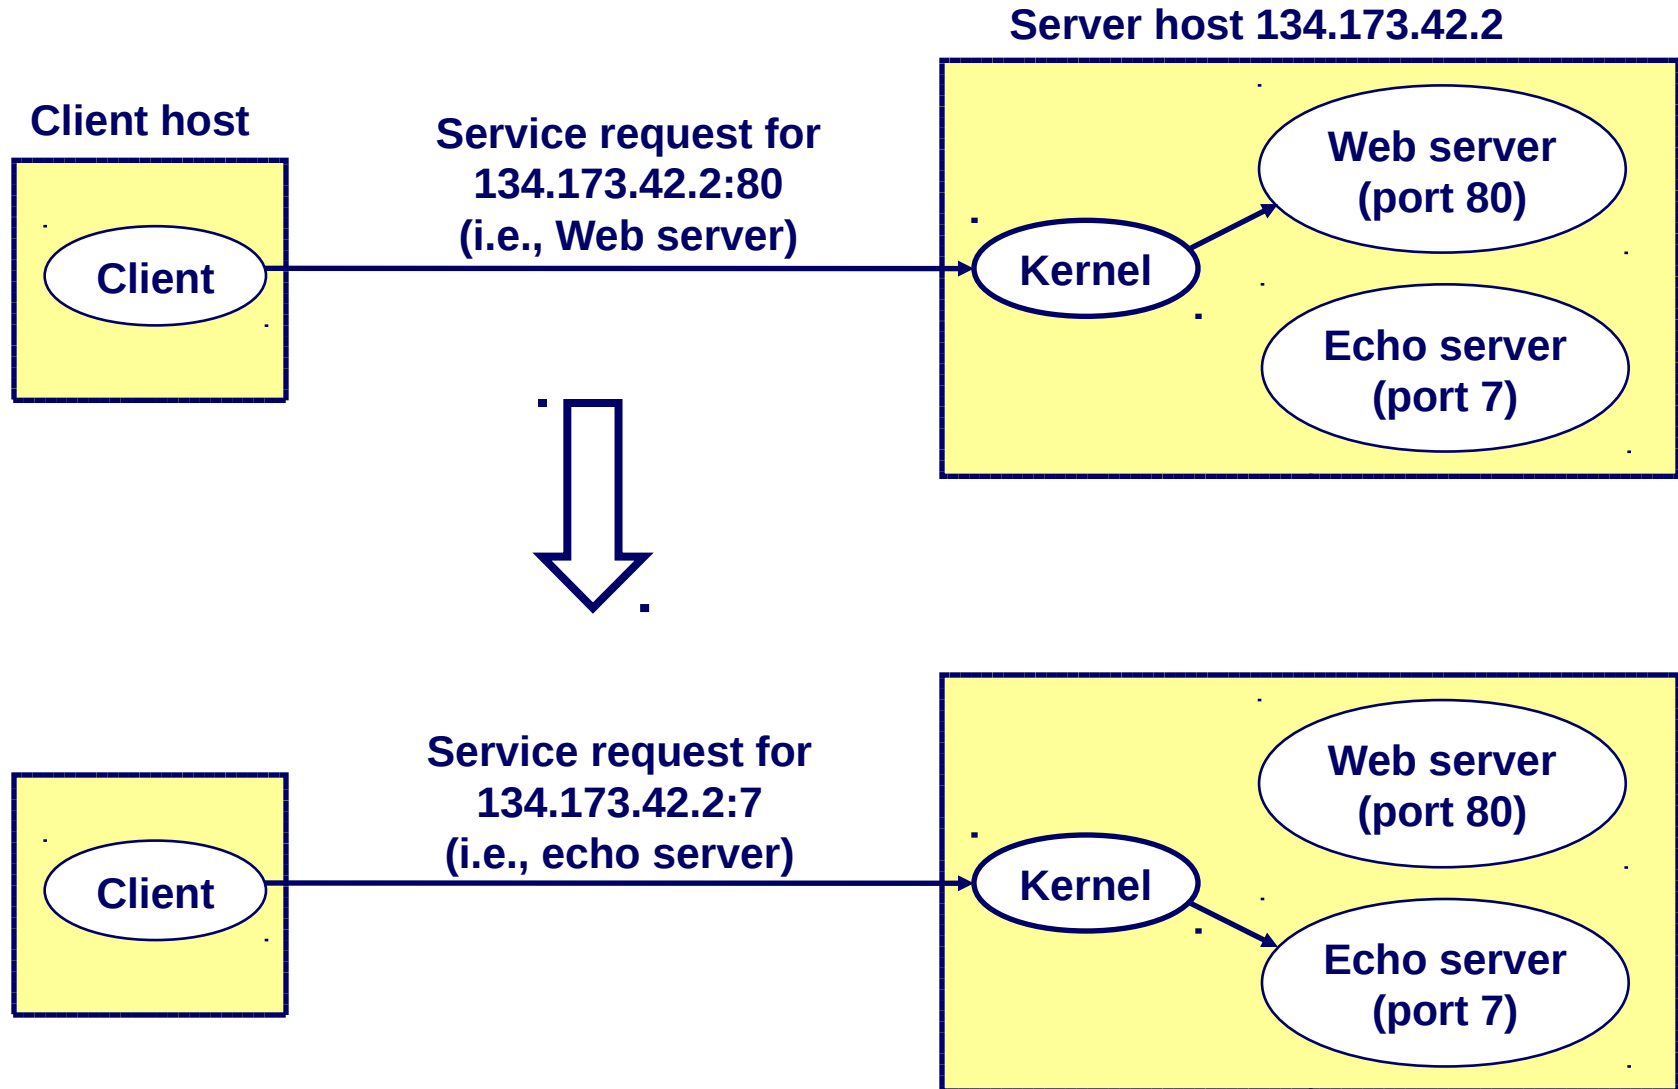 Server host 134.173.42.2
Client host
Service request for
134.173.42.2:80
(i.e., Web server)
Client
Kernel
Web server
(port 80)
Echo server
(port 7)
Service request for
134.173.42.2:7
(i.e., echo server)
Client
Kernel
Web server
(port 80)
Echo server
(port 7)